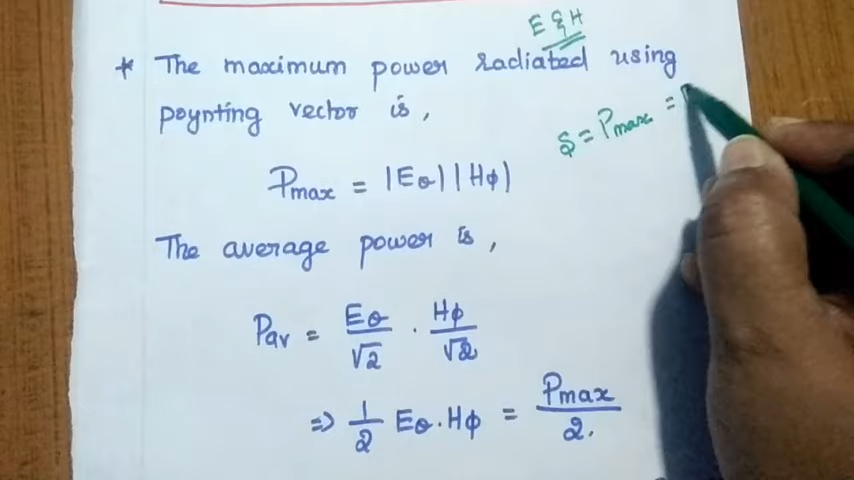 E & H
* The maximum power radiated using
poynting vector is,
S = Pmax =
Pmax = |Eθ| |Hϕ|
The average power is,
Pav = Eθ/√2 · Hϕ/√2
⇒ 1/2 Eθ·Hϕ = Pmax/2.